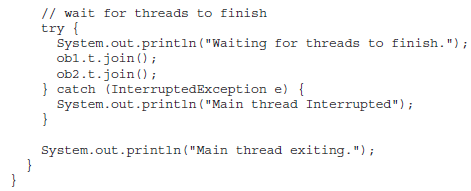 // wait for threads to finish
try {
System.out.println("Waiting for threads to finish.");
ob1.t.join();
ob2.t.join();
} catch (InterruptedException e) {
System.out.println("Main thread Interrupted");
}
System.out.println("Main thread exiting.");
}
}